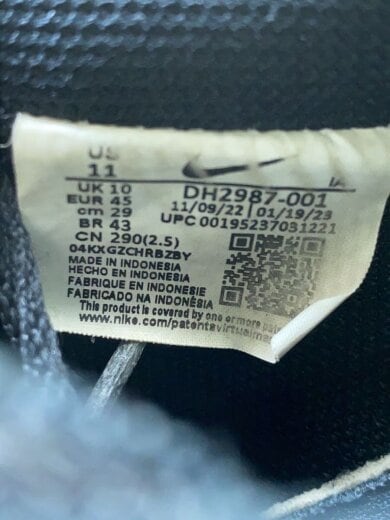 US
11
IA
UK 10
DH2987-001
EUR 45
11/09/22 01/19/23
cm 29
UPC 00195237031221
BR 43
CN 290(2.5)
04KXGZCHRBZBY
MADE IN INDONESIA
HECHO EN INDONESIA
FABRIQUE EN INDONESIE
FABRICADO NA INDONÉSIA
This product is covered by one or more
www.nike.com/patents